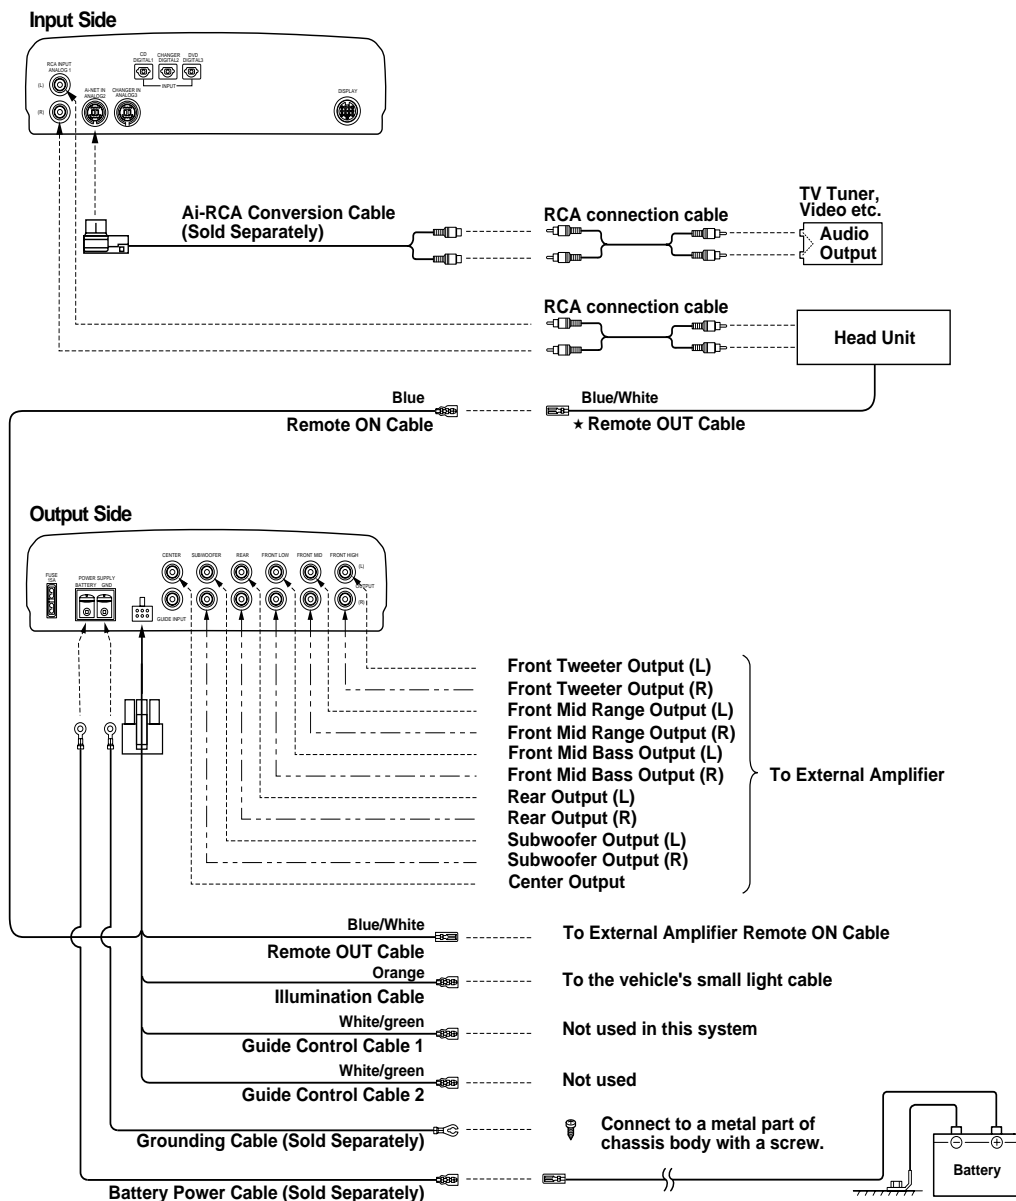 Input Side
RCA INPUT
ANALOG 1
(L)
(R)
Ai-NET IN
ANALOG2
CHANGER IN
ANALOG3
CD
DIGITAL1
CHANGER
DIGITAL2
DVD
DIGITAL3
INPUT
DISPLAY
Ai-RCA Conversion Cable
(Sold Separately)
RCA connection cable
TV Tuner,
Video etc.
Audio
Output
RCA connection cable
Head Unit
Blue
Remote ON Cable
Blue/White
★ Remote OUT Cable
Output Side
FUSE
15A
POWER SUPPLY
BATTERY GND
CENTER
SUBWOOFER
REAR
FRONT LOW
FRONT MID
FRONT HIGH
(L)
OUTPUT
(R)
GUIDE INPUT
Front Tweeter Output (L)
Front Tweeter Output (R)
Front Mid Range Output (L)
Front Mid Range Output (R)
Front Mid Bass Output (L)
Front Mid Bass Output (R)
Rear Output (L)
Rear Output (R)
Subwoofer Output (L)
Subwoofer Output (R)
Center Output
To External Amplifier
Blue/White
Remote OUT Cable
To External Amplifier Remote ON Cable
Orange
Illumination Cable
To the vehicle's small light cable
White/green
Guide Control Cable 1
Not used in this system
White/green
Guide Control Cable 2
Not used
Grounding Cable (Sold Separately)
Connect to a metal part of
chassis body with a screw.
Battery Power Cable (Sold Separately)
Battery